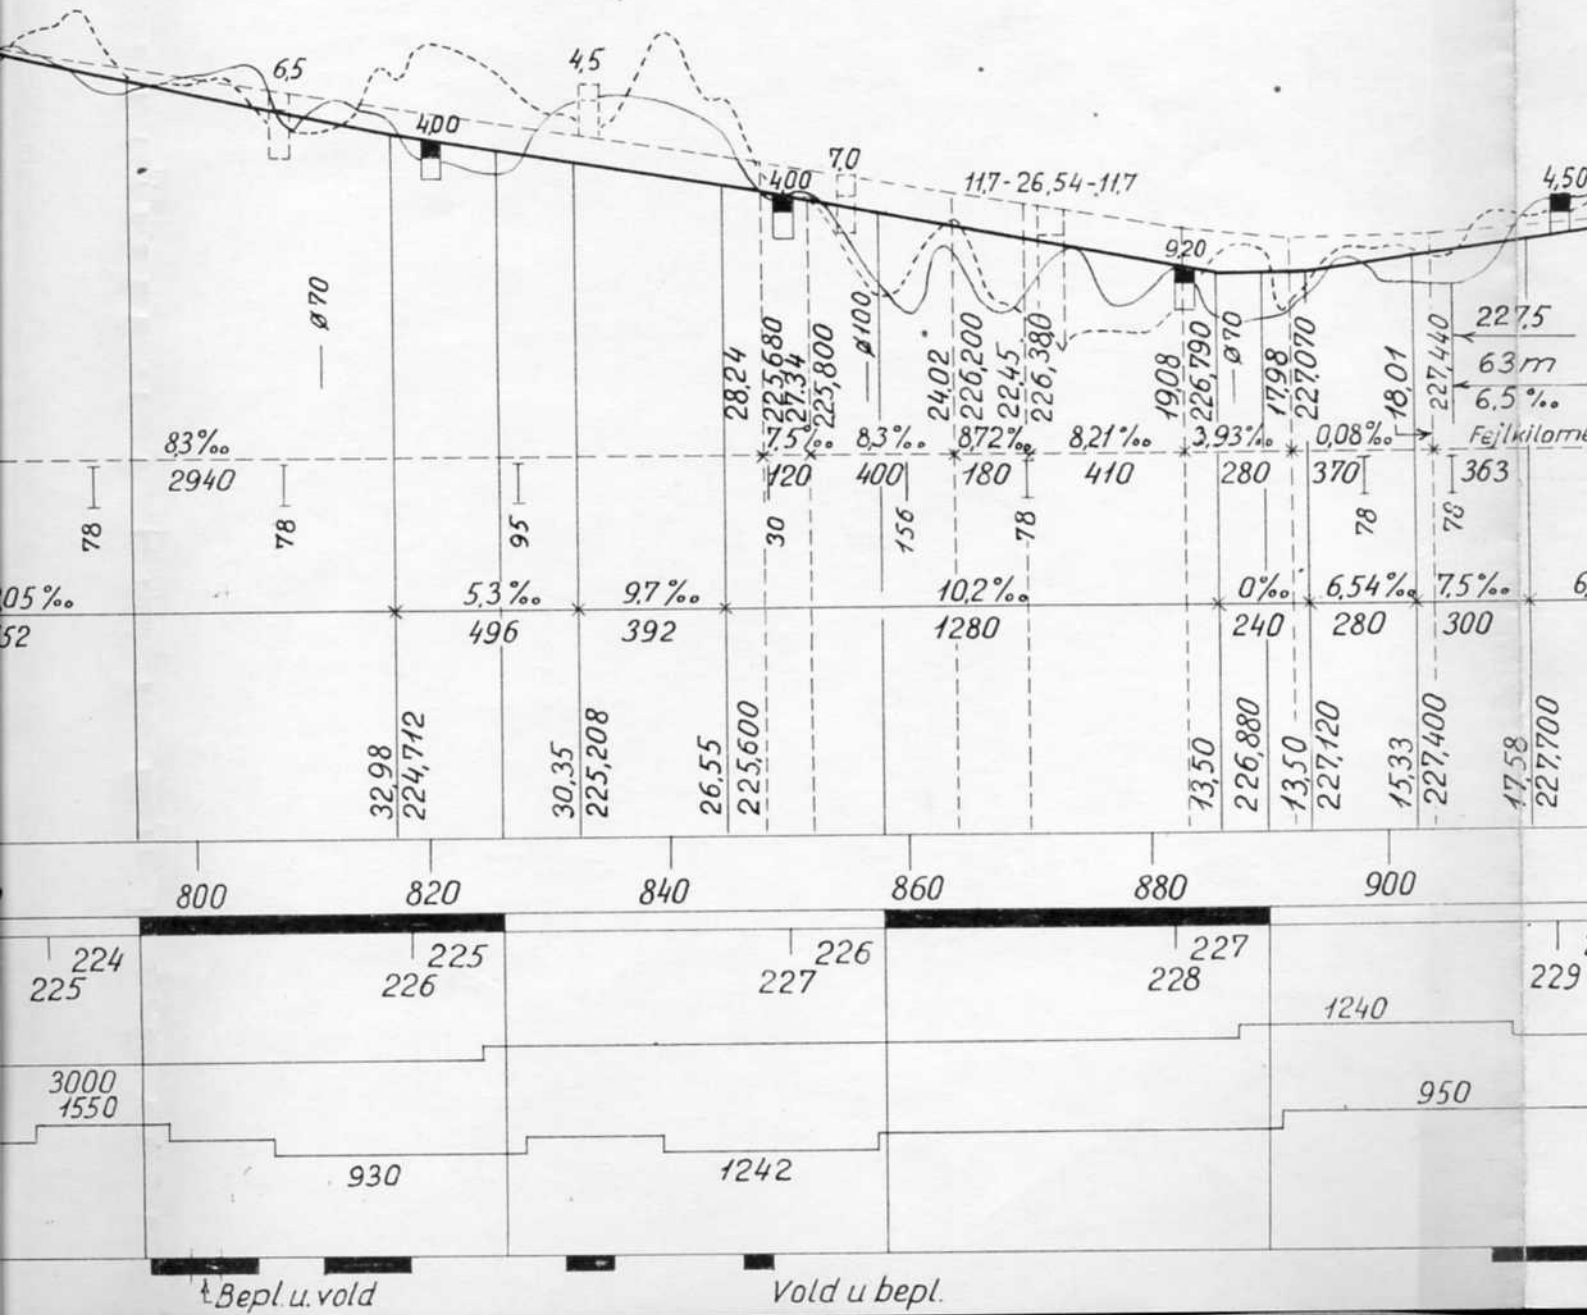 6,5
4,5
4,00
7,0
4,00
11,7-26,54-11,7
4,50
9,20
ø70
28,24
225,680
27,34
225,800
ø100
24,02
226,200
22,45
226,380
19,08
226,790
ø70
17,98
227,070
18,01
227,440
227,5
63m
6,5‰
Fejlkilome
8,3‰ 7,5‰ 8,3‰ 8,72‰ 8,21‰ 3,93‰ 0,08‰
2940 120 400 180 410 280 370 363
78 78 95 30 156 78 78 78
05‰ 5,3‰ 9,7‰ 10,2‰ 0‰ 6,54‰ 7,5‰ 6,
52 496 392 1280 240 280 300
32,98
224,712
30,35
225,208
26,55
225,600
13,50
226,880
13,50
227,120
15,33
227,400
17,58
227,700
800 820 840 860 880 900
224 225 226 227
225 226 227 228 229
1240
3000
1550
950
930
1242
Bepl. u. vold
Vold u bepl.